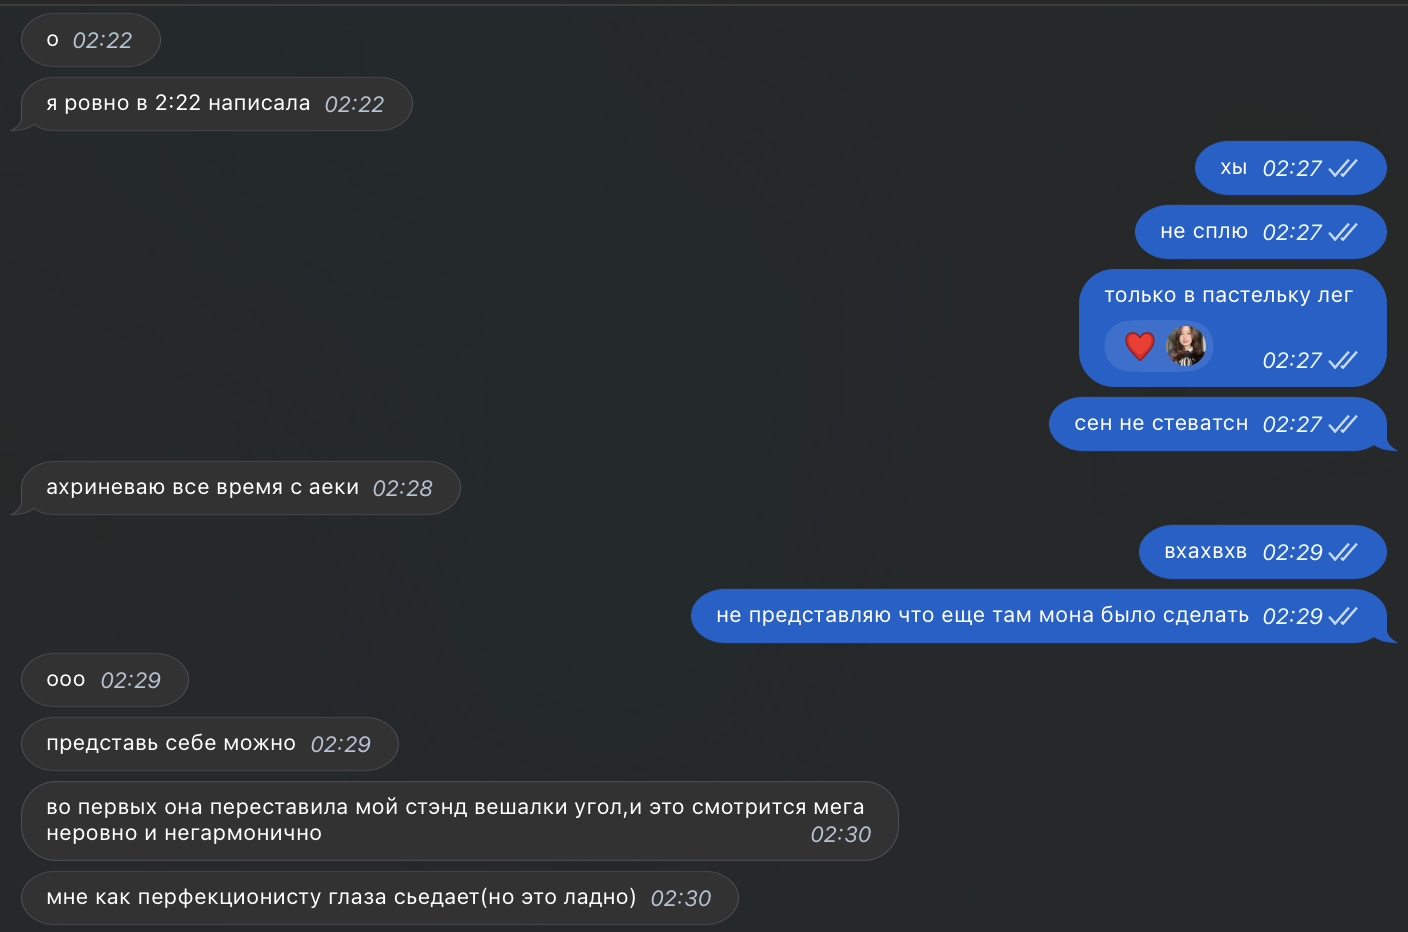 о 02:22
я ровно в 2:22 написала 02:22
хы 02:27
не сплю 02:27
только в пастельку лег
02:27
сен не стеватсн 02:27
ахриневаю все время с аеки 02:28
вхахвхв 02:29
не представляю что еще там мона было сделать 02:29
ооо 02:29
представь себе можно 02:29
во первых она переставила мой стэнд вешалки угол,и это смотрится мега
неровно и негармонично 02:30
мне как перфекционисту глаза сьедает(но это ладно) 02:30